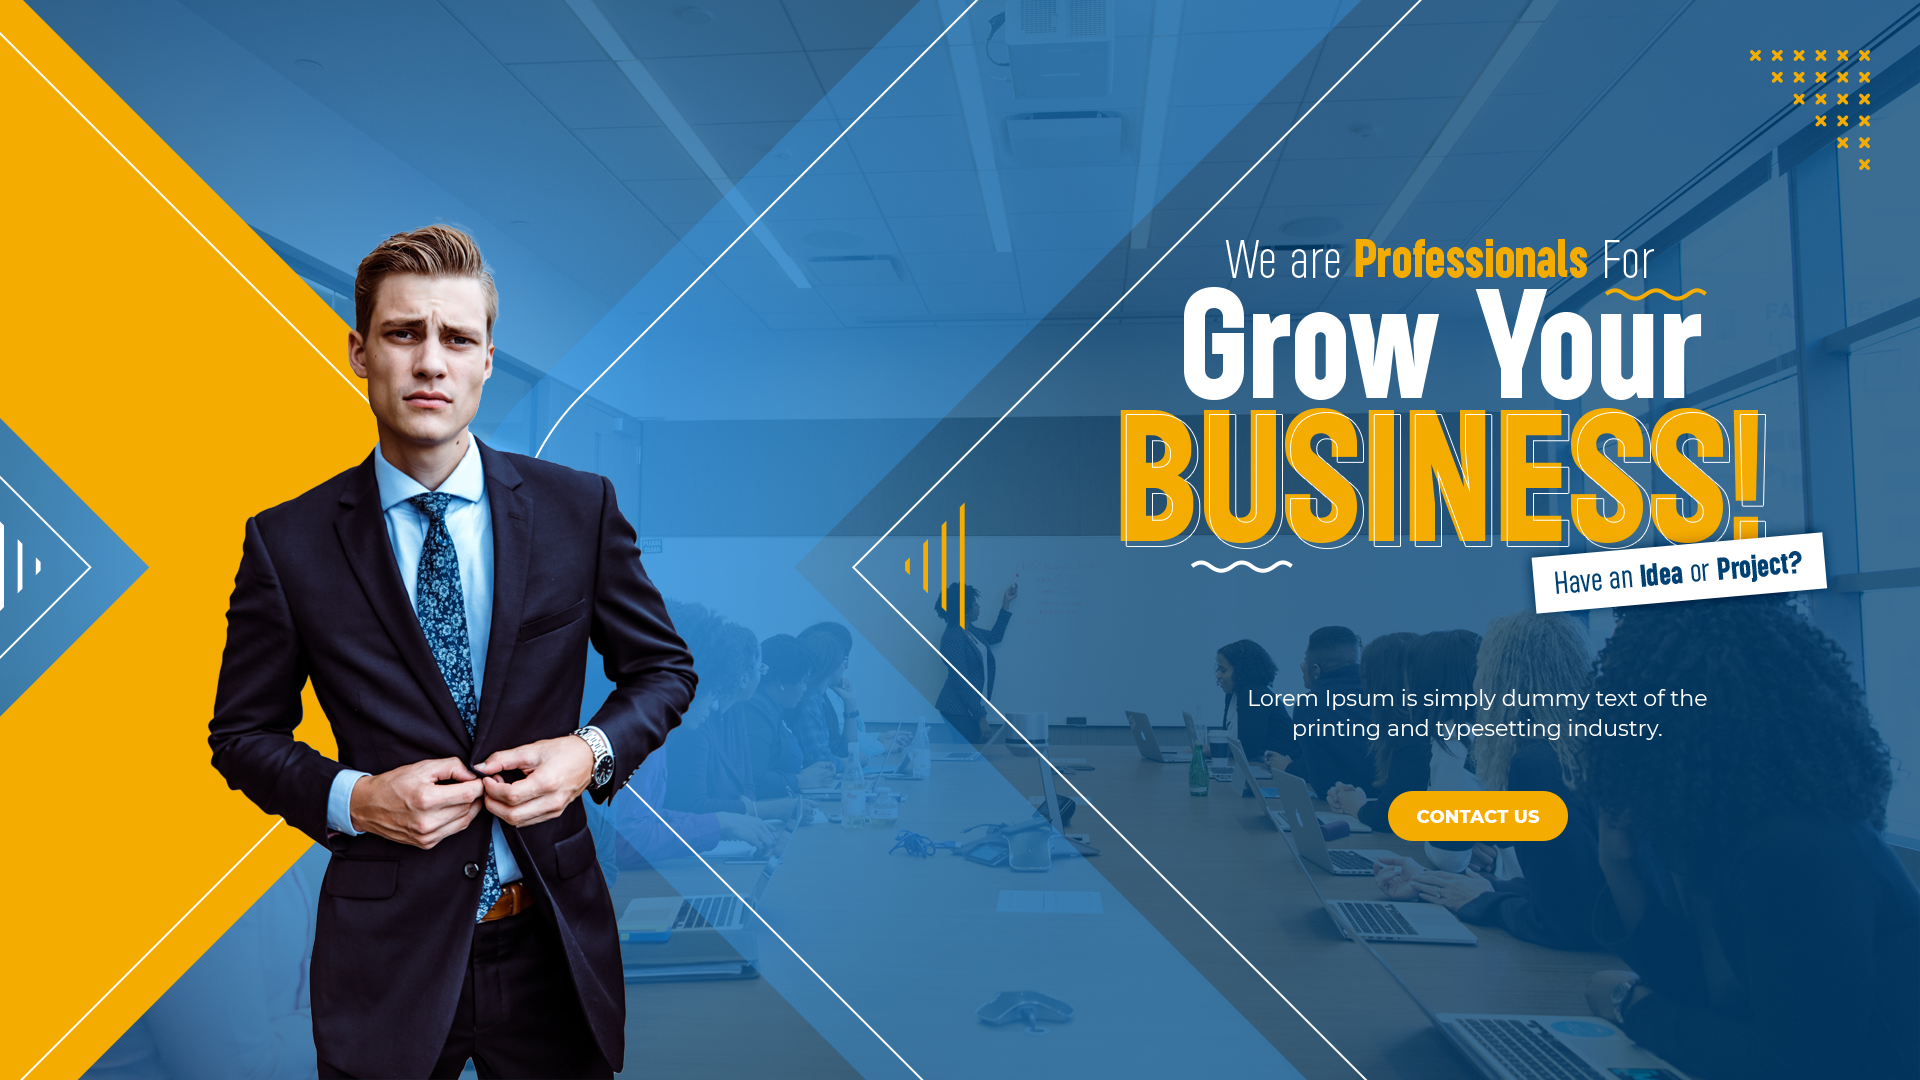 We are Professionals For
Grow Your
BUSINESS!
Have an Idea or Project?
Lorem Ipsum is simply dummy text of the
printing and typesetting industry.
CONTACT US